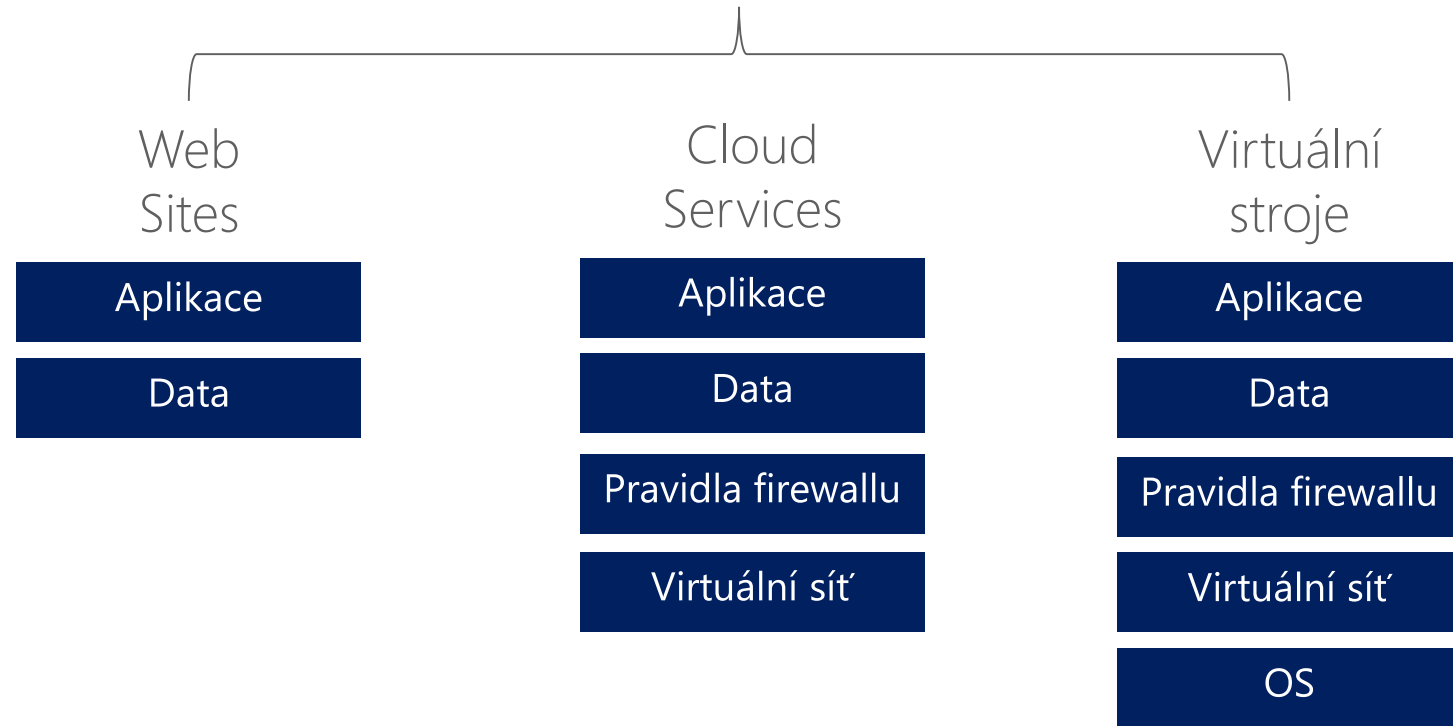 Web
Sites
Aplikace
Data
Cloud
Services
Aplikace
Data
Pravidla firewallu
Virtuální síť
Virtuální
stroje
Aplikace
Data
Pravidla firewallu
Virtuální síť
OS